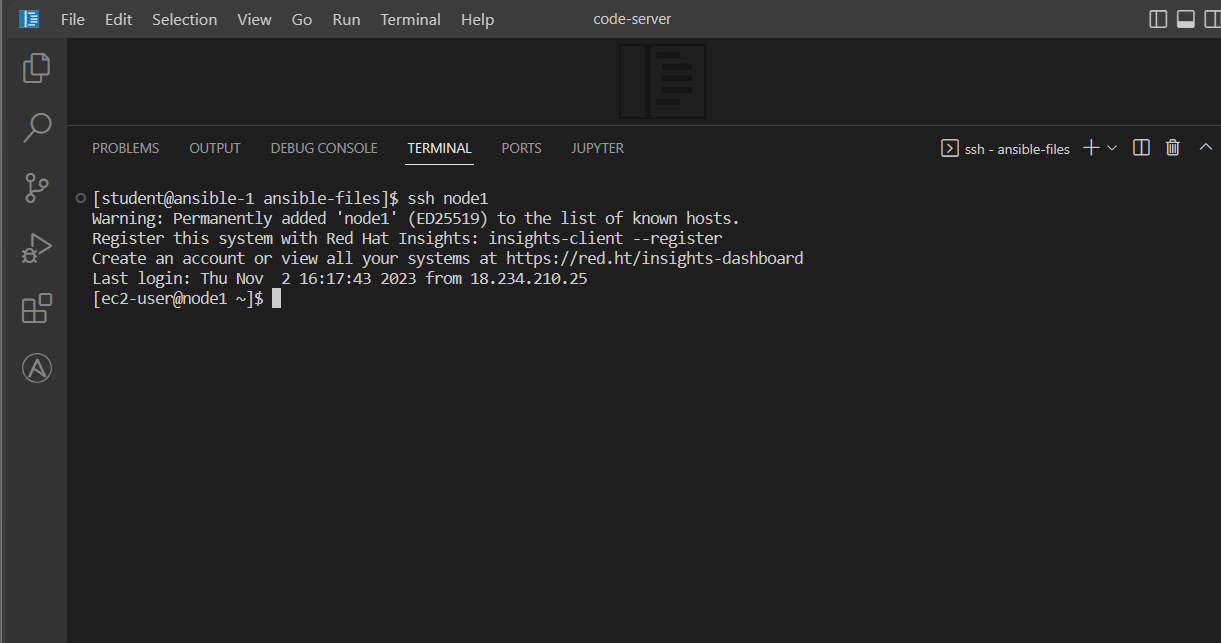 File Edit Selection View Go Run Terminal Help code-server
PROBLEMS OUTPUT DEBUG CONSOLE TERMINAL PORTS JUPYTER ssh - ansible-files
[student@ansible-1 ansible-files]$ ssh node1
Warning: Permanently added 'node1' (ED25519) to the list of known hosts.
Register this system with Red Hat Insights: insights-client --register
Create an account or view all your systems at https://red.ht/insights-dashboard
Last login: Thu Nov  2 16:17:43 2023 from 18.234.210.25
[ec2-user@node1 ~]$